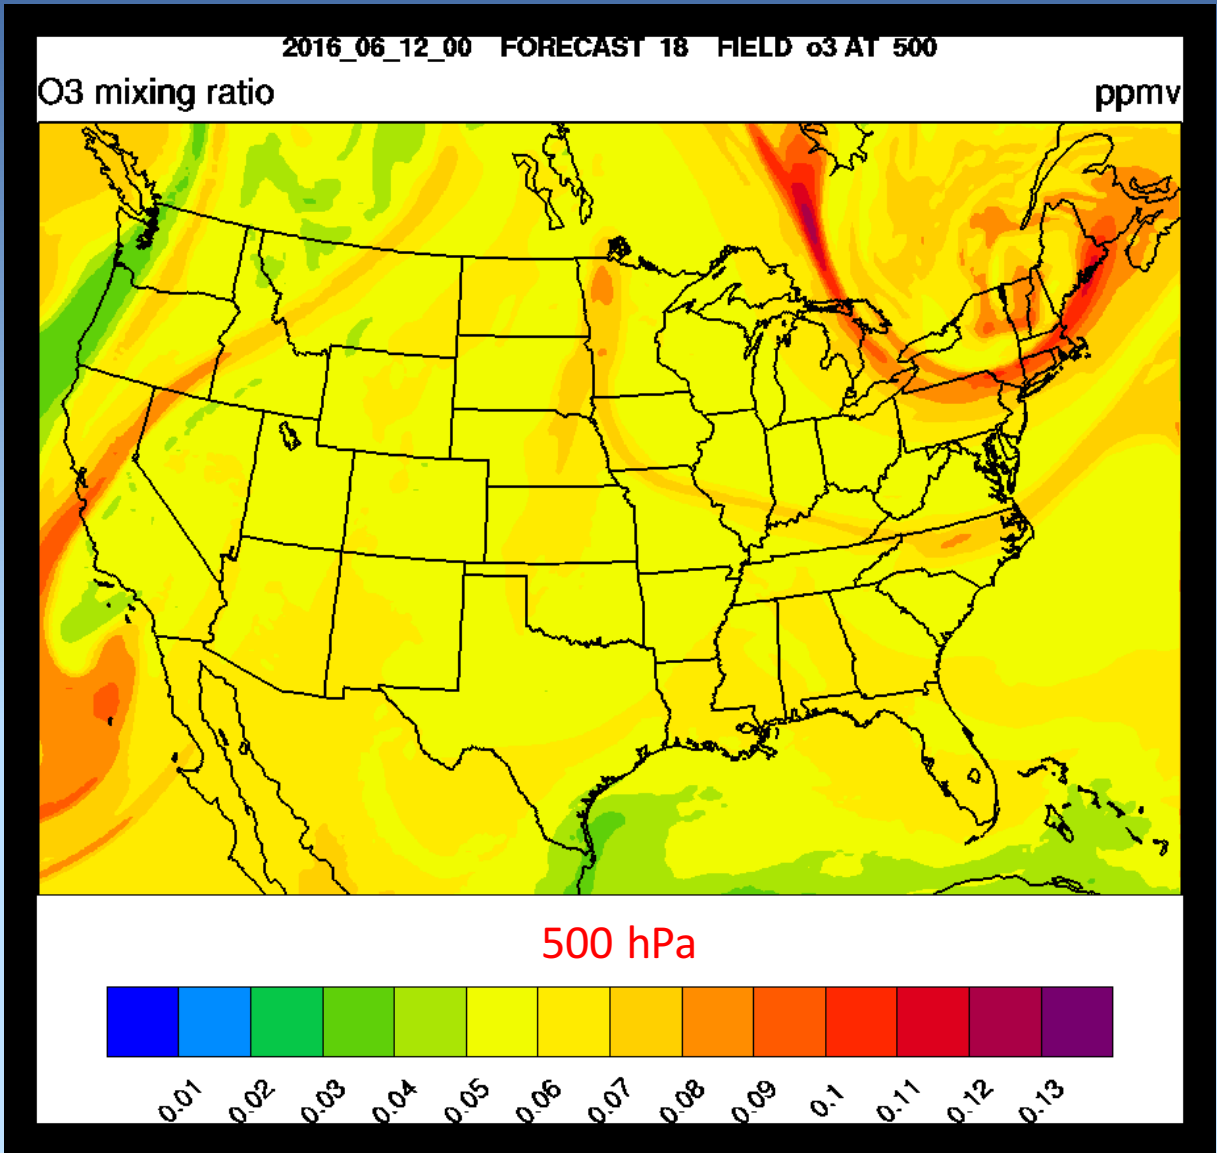 2016_06_12_00 FORECAST 18 FIELD o3 AT 500
O3 mixing ratio ppmv
500 hPa
0.01 0.02 0.03 0.04 0.05 0.06 0.07 0.08 0.09 0.1 0.11 0.12 0.13